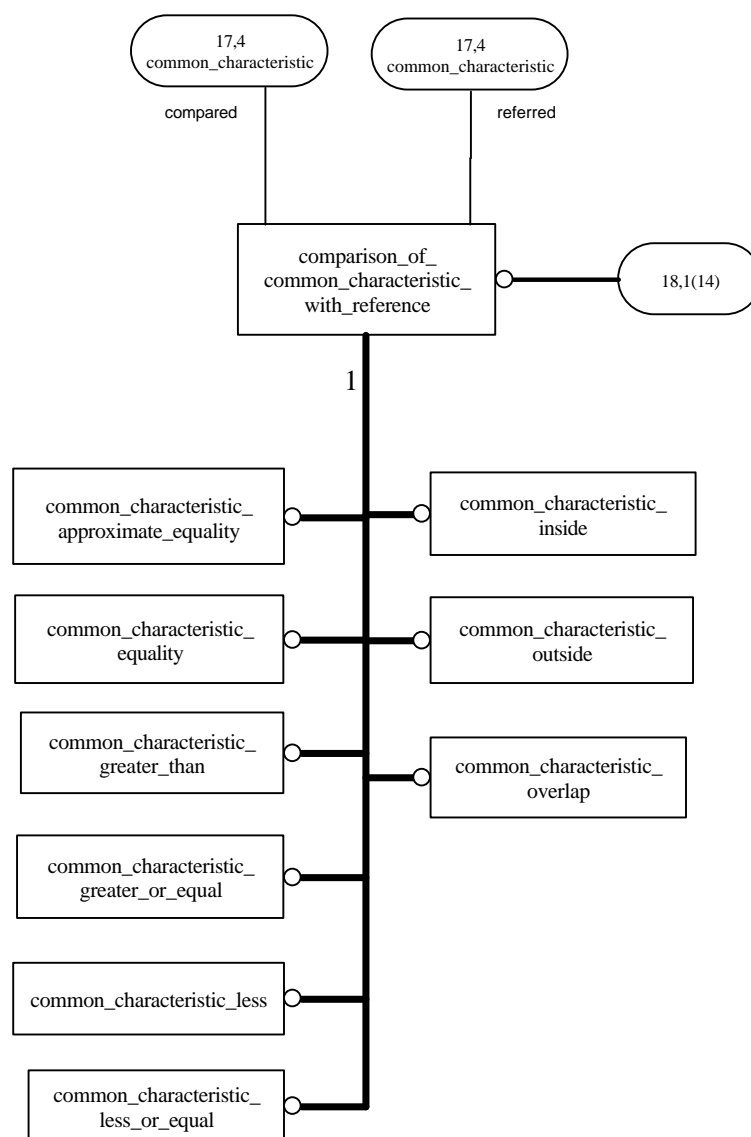 17,4
common_characteristic
17,4
common_characteristic
compared
referred
comparison_of_
common_characteristic_
with_reference
18,1(14)
1
common_characteristic_
approximate_equality
common_characteristic_
inside
common_characteristic_
equality
common_characteristic_
outside
common_characteristic_
greater_than
common_characteristic_
overlap
common_characteristic_
greater_or_equal
common_characteristic_less
common_characteristic_
less_or_equal